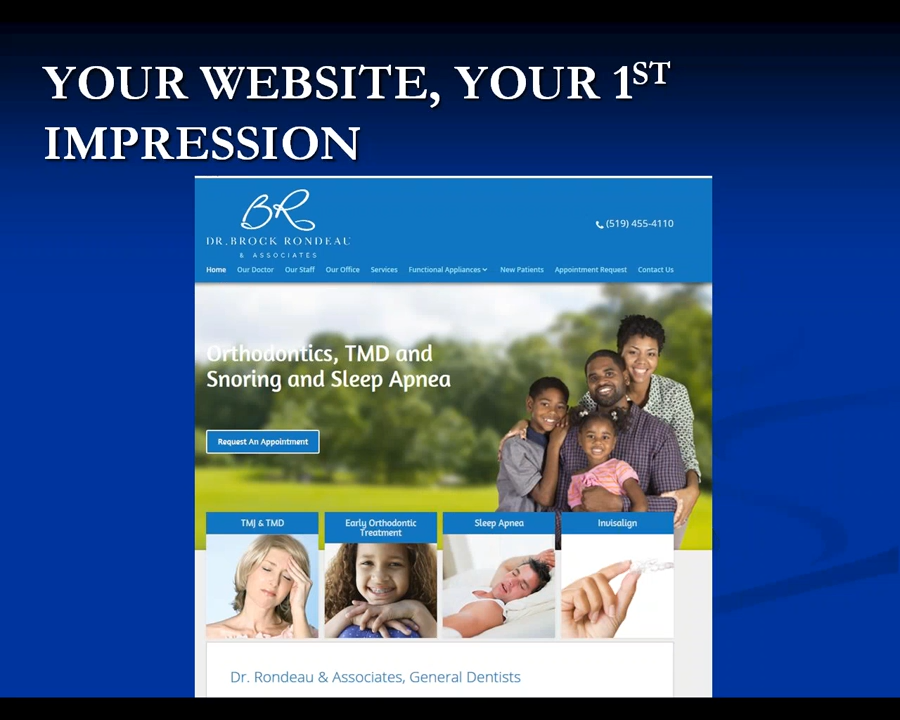 YOUR WEBSITE, YOUR 1ST
IMPRESSION
BR
DR. BROCK RONDEAU
& ASSOCIATES
(519) 455-4110
Home Our Doctor Our Staff Our Office Services Functional Appliances New Patients Appointment Request Contact Us
Orthodontics, TMD and
Snoring and Sleep Apnea
Request An Appointment
TMJ & TMD
Early Orthodontic
Treatment
Sleep Apnea
Invisalign
Dr. Rondeau & Associates, General Dentists